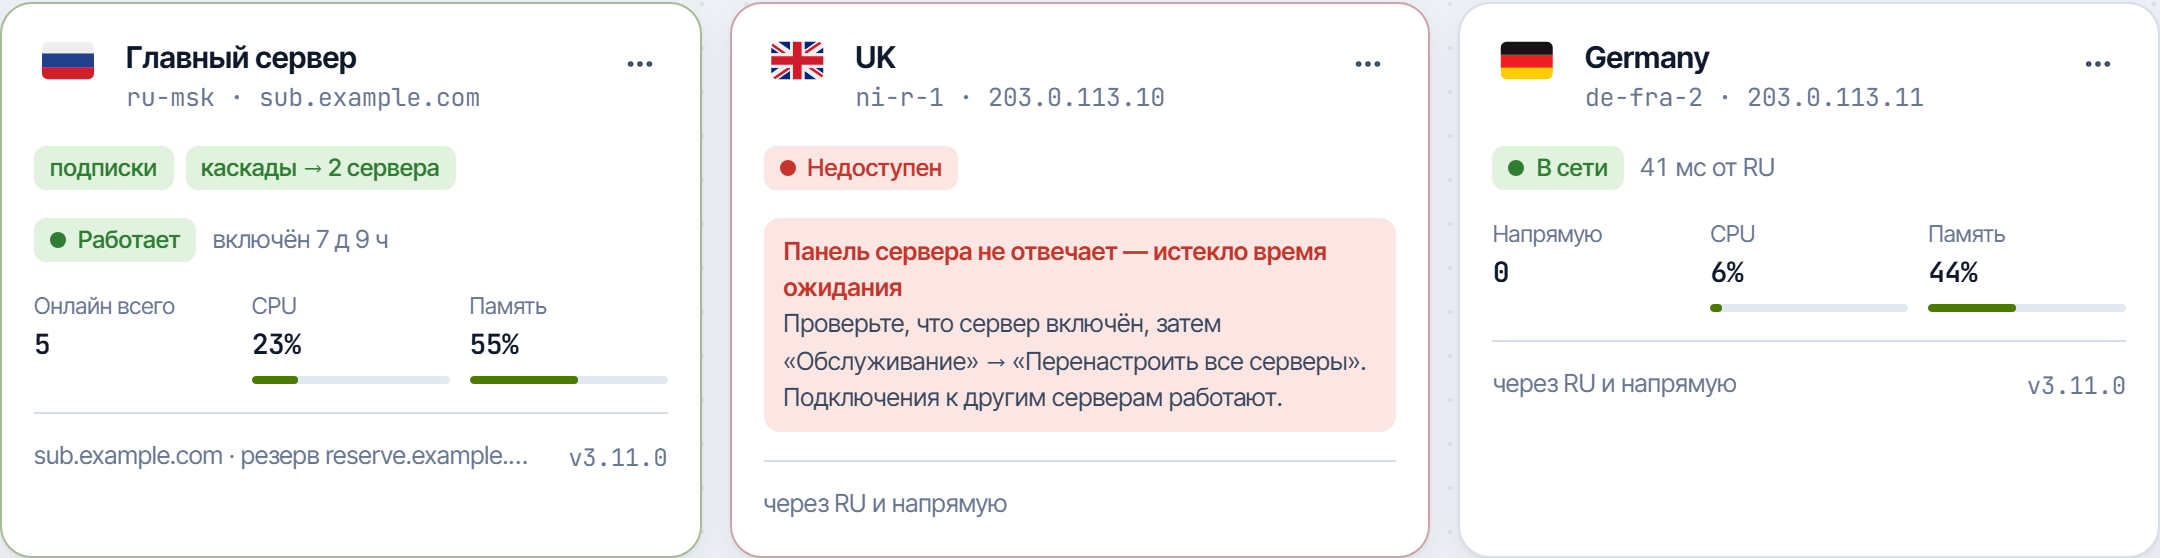 Главный сервер
ru-msk · sub.example.com
подписки
каскады → 2 сервера
Работает включён 7 д 9 ч
Онлайн всего CPU Память
5 23% 55%
sub.example.com · резерв reserve.example.... v3.11.0
UK
ni-r-1 · 203.0.113.10
Недоступен
Панель сервера не отвечает — истекло время
ожидания
Проверьте, что сервер включён, затем
«Обслуживание» → «Перенастроить все серверы».
Подключения к другим серверам работают.
через RU и напрямую
Germany
de-fra-2 · 203.0.113.11
В сети 41 мс от RU
Напрямую CPU Память
0 6% 44%
через RU и напрямую v3.11.0